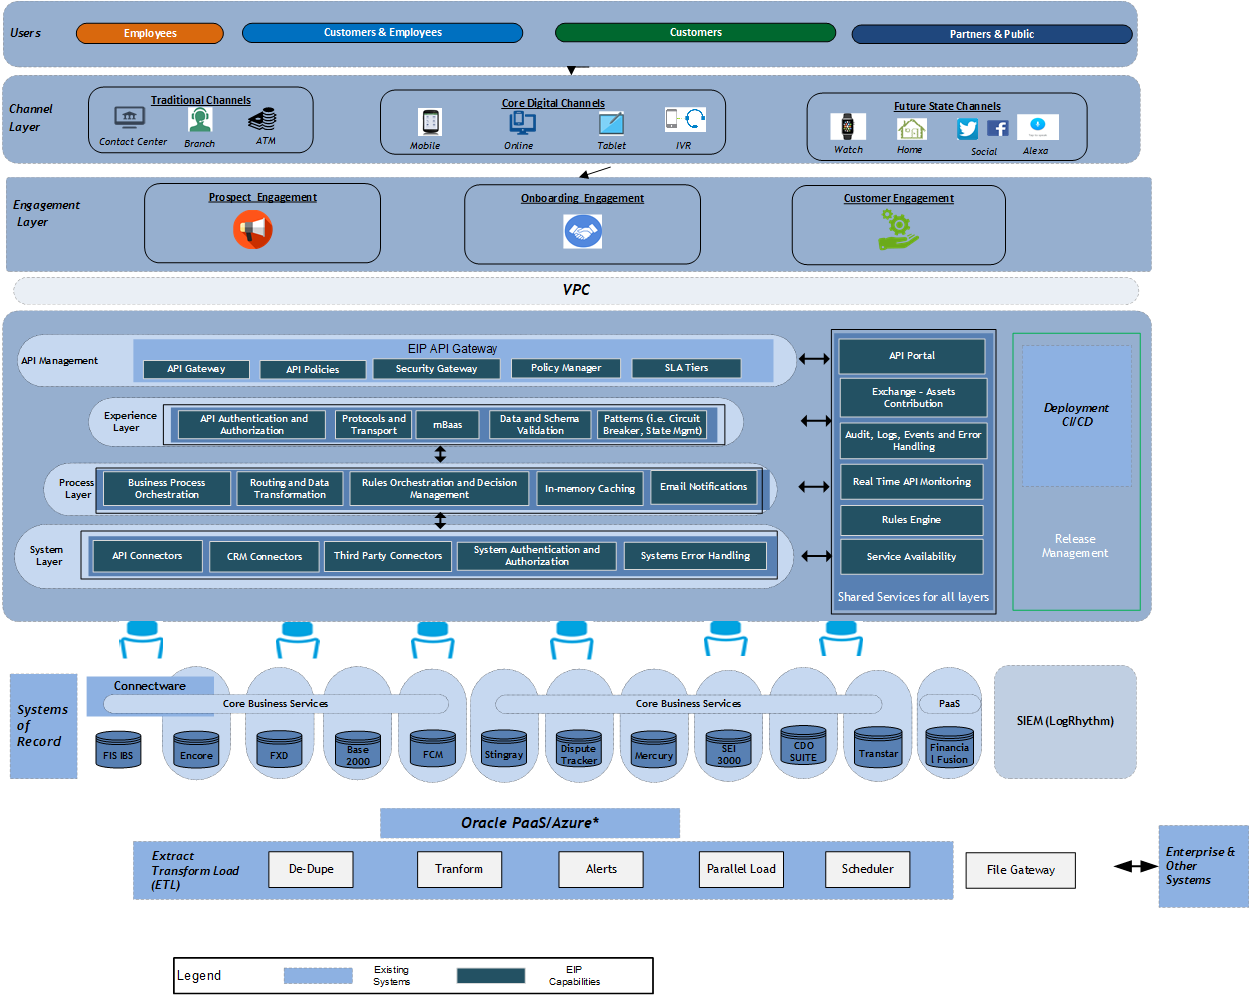 Users
Employees
Customers & Employees
Customers
Partners & Public
Channel
Layer
Traditional Channels
Contact Center
Branch
ATM
Core Digital Channels
Mobile
Online
Tablet
IVR
Future State Channels
Watch
Home
Social
Alexa
Engagement
Layer
Prospect Engagement
Onboarding Engagement
Customer Engagement
VPC
API Management
EIP API Gateway
API Gateway
API Policies
Security Gateway
Policy Manager
SLA Tiers
Experience
Layer
API Authentication and
Authorization
Protocols and
Transport
mBaas
Data and Schema
Validation
Patterns (i.e. Circuit
Breaker, State Mgmt)
Process
Layer
Business Process
Orchestration
Routing and Data
Transformation
Rules Orchestration and Decision
Management
In-memory Caching
Email Notifications
System
Layer
API Connectors
CRM Connectors
Third Party Connectors
System Authentication and
Authorization
Systems Error Handling
API Portal
Exchange – Assets
Contribution
Audit, Logs, Events and Error
Handling
Real Time API Monitoring
Rules Engine
Service Availability
Shared Services for all layers
Deployment
CI/CD
Release
Management
Systems
of
Record
Connectware
Core Business Services
Core Business Services
PaaS
FIS IBS
Encore
FXD
Base
2000
FCM
Stingray
Dispute
Tracker
Mercury
SEI
3000
CDO
SUITE
Transtar
Financia
l Fusion
SIEM (LogRhythm)
Oracle PaaS/Azure*
Extract
Transform Load
(ETL)
De-Dupe
Tranform
Alerts
Parallel Load
Scheduler
File Gateway
Enterprise &
Other
Systems
Legend
Existing
Systems
EIP
Capabilities